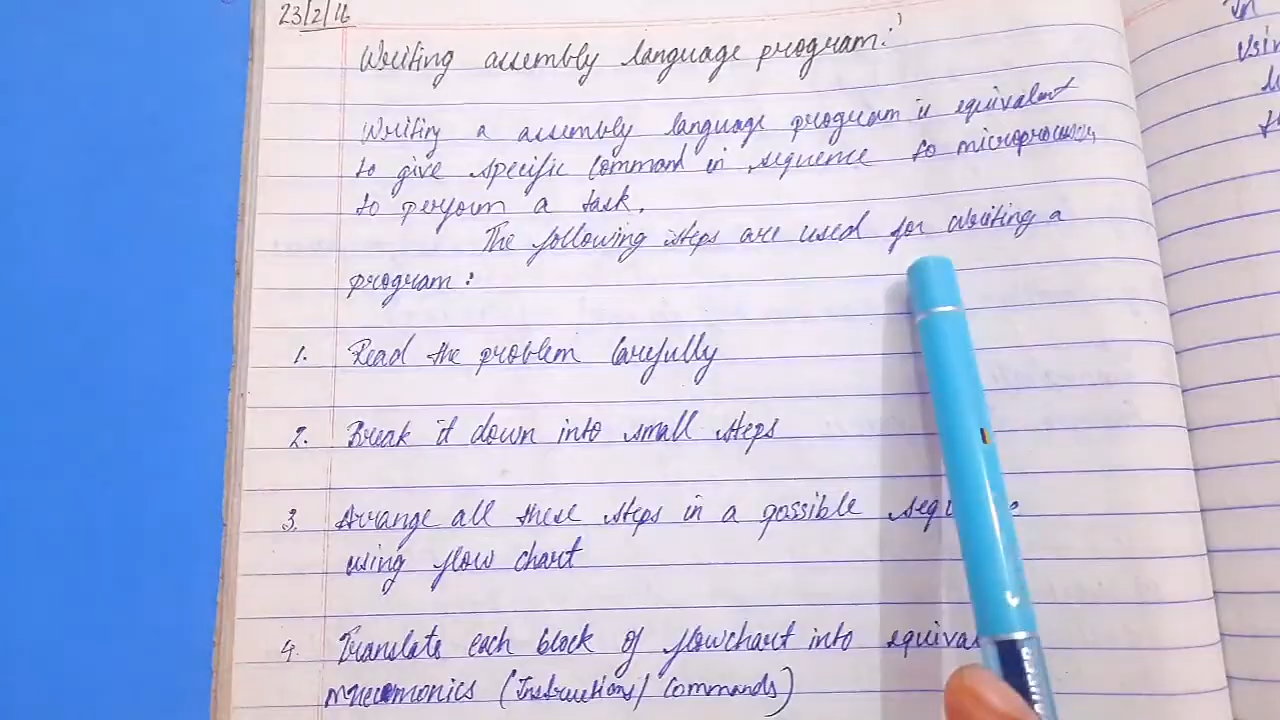 23/2/16
Writing assembly language program:
Writing a assembly language program is equivalent
to give specific command in sequence to microprocessor,
to perform a task.
The following steps are used for writing a
program:
1. Read the problem Carefully
2. Break it down into small steps
3. Arrange all these steps in a possible
using flow chart
4. Translate each block of flowchart into
mnemonics (Instructions/Commands)